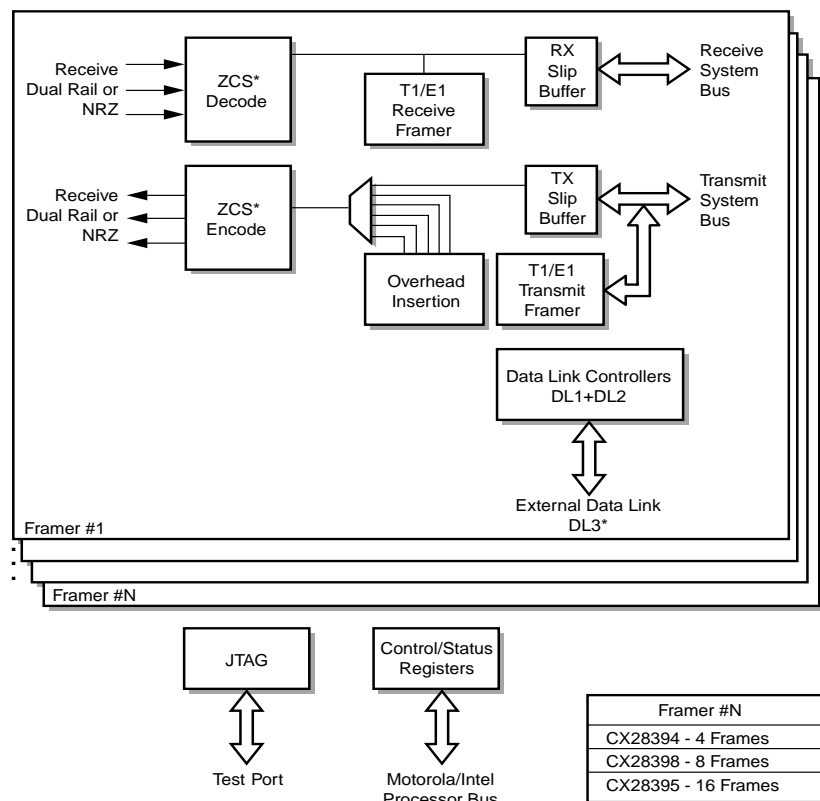 Receive
Dual Rail or
NRZ
ZCS*
Decode
T1/E1
Receive
Framer
RX
Slip
Buffer
Receive
System
Bus
Receive
Dual Rail or
NRZ
ZCS*
Encode
Overhead
Insertion
TX
Slip
Buffer
Transmit
System
Bus
T1/E1
Transmit
Framer
Data Link Controllers
DL1+DL2
External Data Link
DL3*
Framer #1
Framer #N
JTAG
Test Port
Control/Status
Registers
Motorola/Intel
Processor Bus
Framer #N
CX28394 - 4 Frames
CX28398 - 8 Frames
CX28395 - 16 Frames